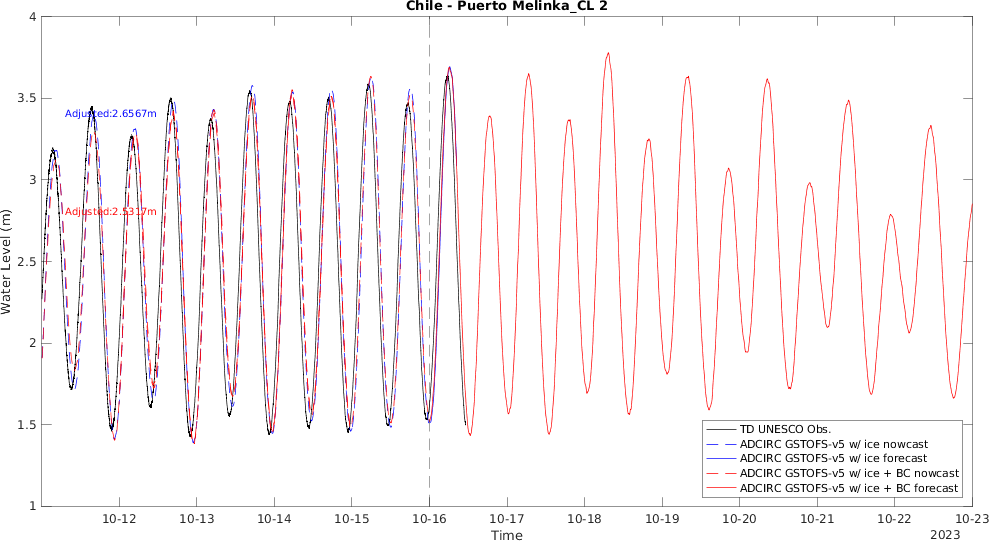 Chile - Puerto Melinka_CL 2
4
3.5
3
2.5
2
1.5
1
Water Level (m)
Adjusted:2.6567m
Adjusted:2.5317m
TD UNESCO Obs.
ADCIRC GSTOFS-v5 w/ ice nowcast
ADCIRC GSTOFS-v5 w/ ice forecast
ADCIRC GSTOFS-v5 w/ ice + BC nowcast
ADCIRC GSTOFS-v5 w/ ice + BC forecast
10-12 10-13 10-14 10-15 10-16 10-17 10-18 10-19 10-20 10-21 10-22 10-23
Time
2023